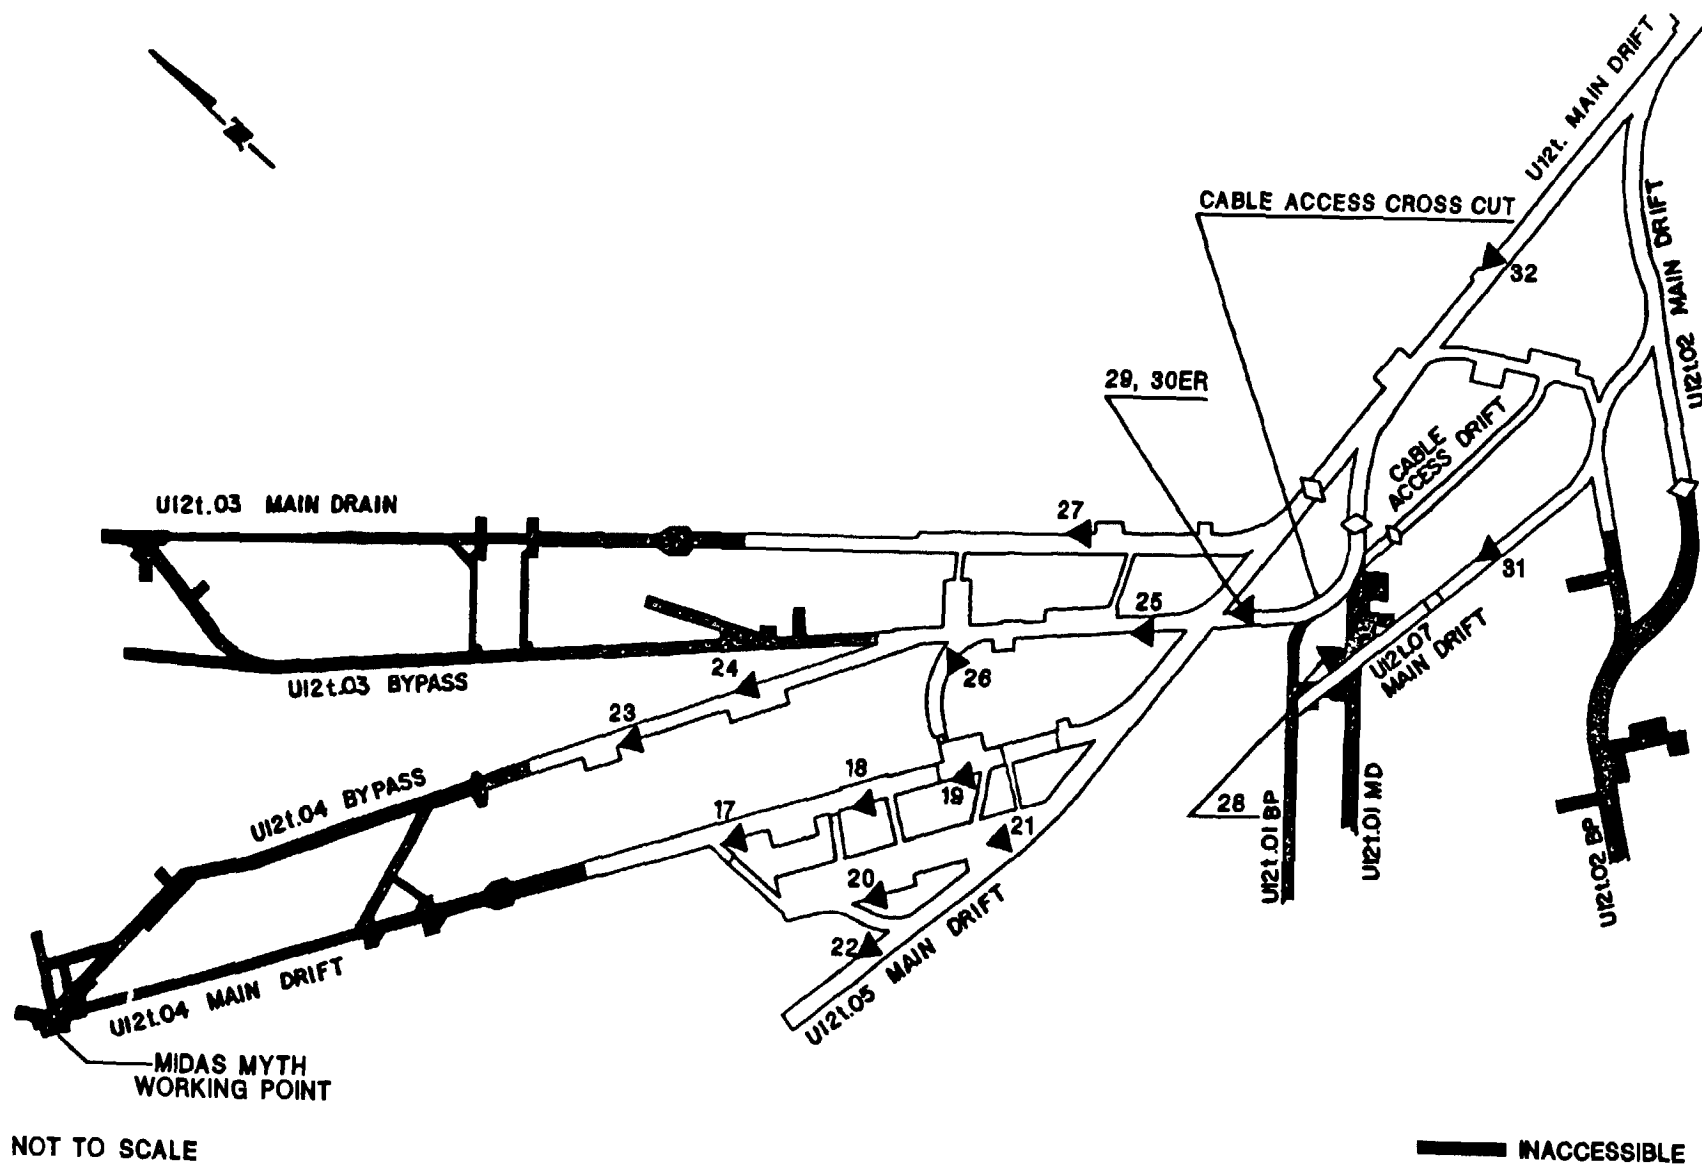 N
U12t. MAIN DRIFT
CABLE ACCESS CROSS CUT
U12t.02 MAIN DRIFT
MAIN DRIFT
32
29, 30ER
CABLE
ACCESS DRIFT
U12t.03 MAIN DRAIN
27
31
25
24
26
U12t.03 BYPASS
U12t.07
MAIN DRIFT
23
18
17
19
28
U12t.04 BYPASS
21
U12t.01 BP
U12t.01 MD
20
U12t.02 BP
22
U12t.05 MAIN DRIFT
U12t.04 MAIN DRIFT
MIDAS MYTH
WORKING POINT
NOT TO SCALE
INACCESSIBLE